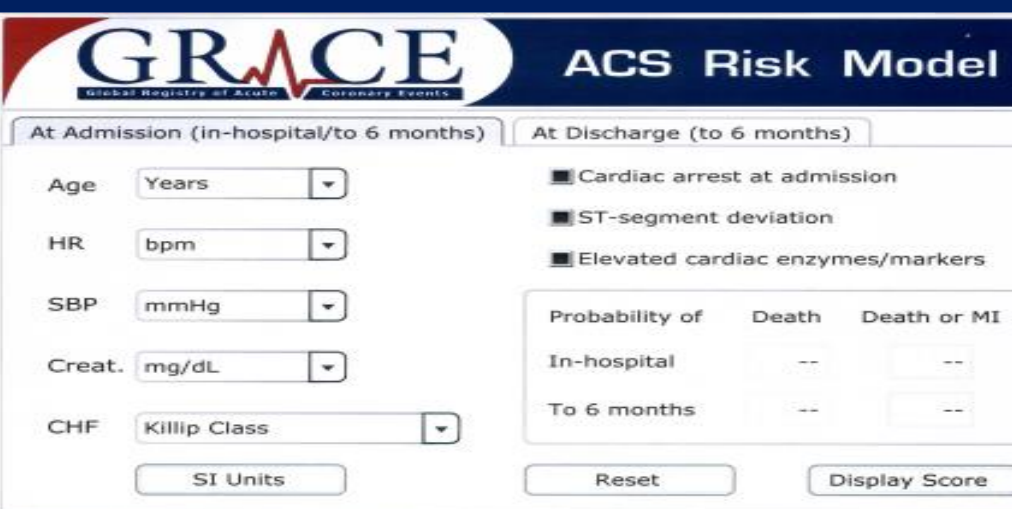 GRACE
Global Registry of Acute Coronary Events
ACS Risk Model
At Admission (in-hospital/to 6 months)
At Discharge (to 6 months)
Age Years
HR bpm
SBP mmHg
Creat. mg/dL
CHF Killip Class
SI Units
Cardiac arrest at admission
ST-segment deviation
Elevated cardiac enzymes/markers
Probability of Death Death or MI
In-hospital -- --
To 6 months -- --
Reset
Display Score